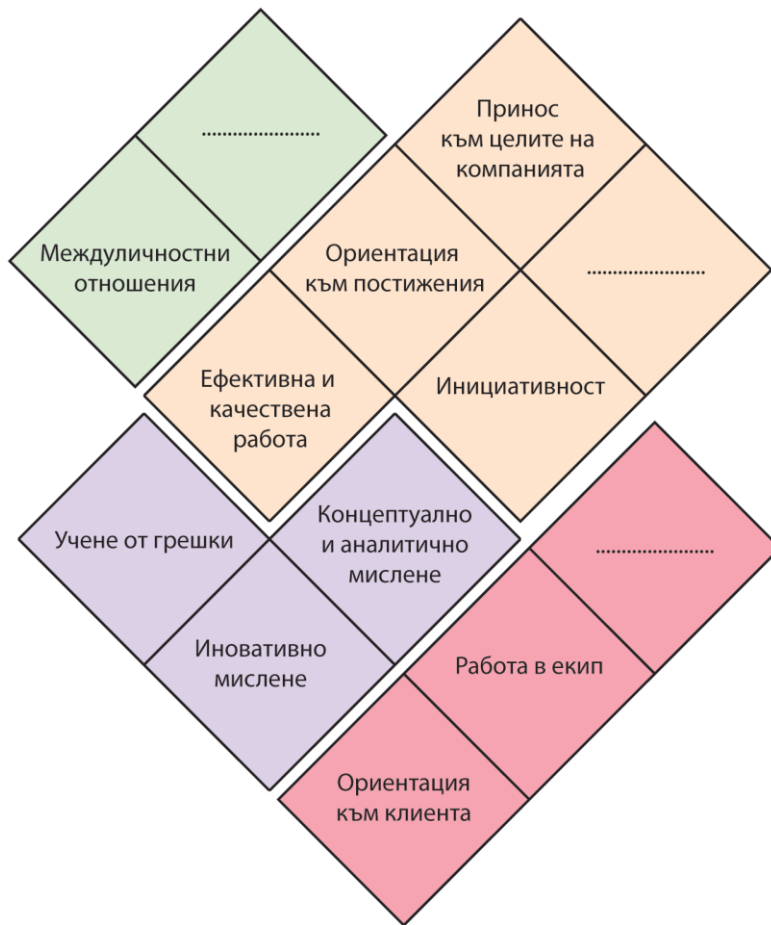 Принос
към целите на
компанията
.......................
Междуличностни
отношения
Ориентация
към постижения
.......................
Ефективна и
качествена
работа
Инициативност
Учене от грешки
Концептуално
и аналитично
мислене
.......................
Иновативно
мислене
Работа в екип
Ориентация
към клиента